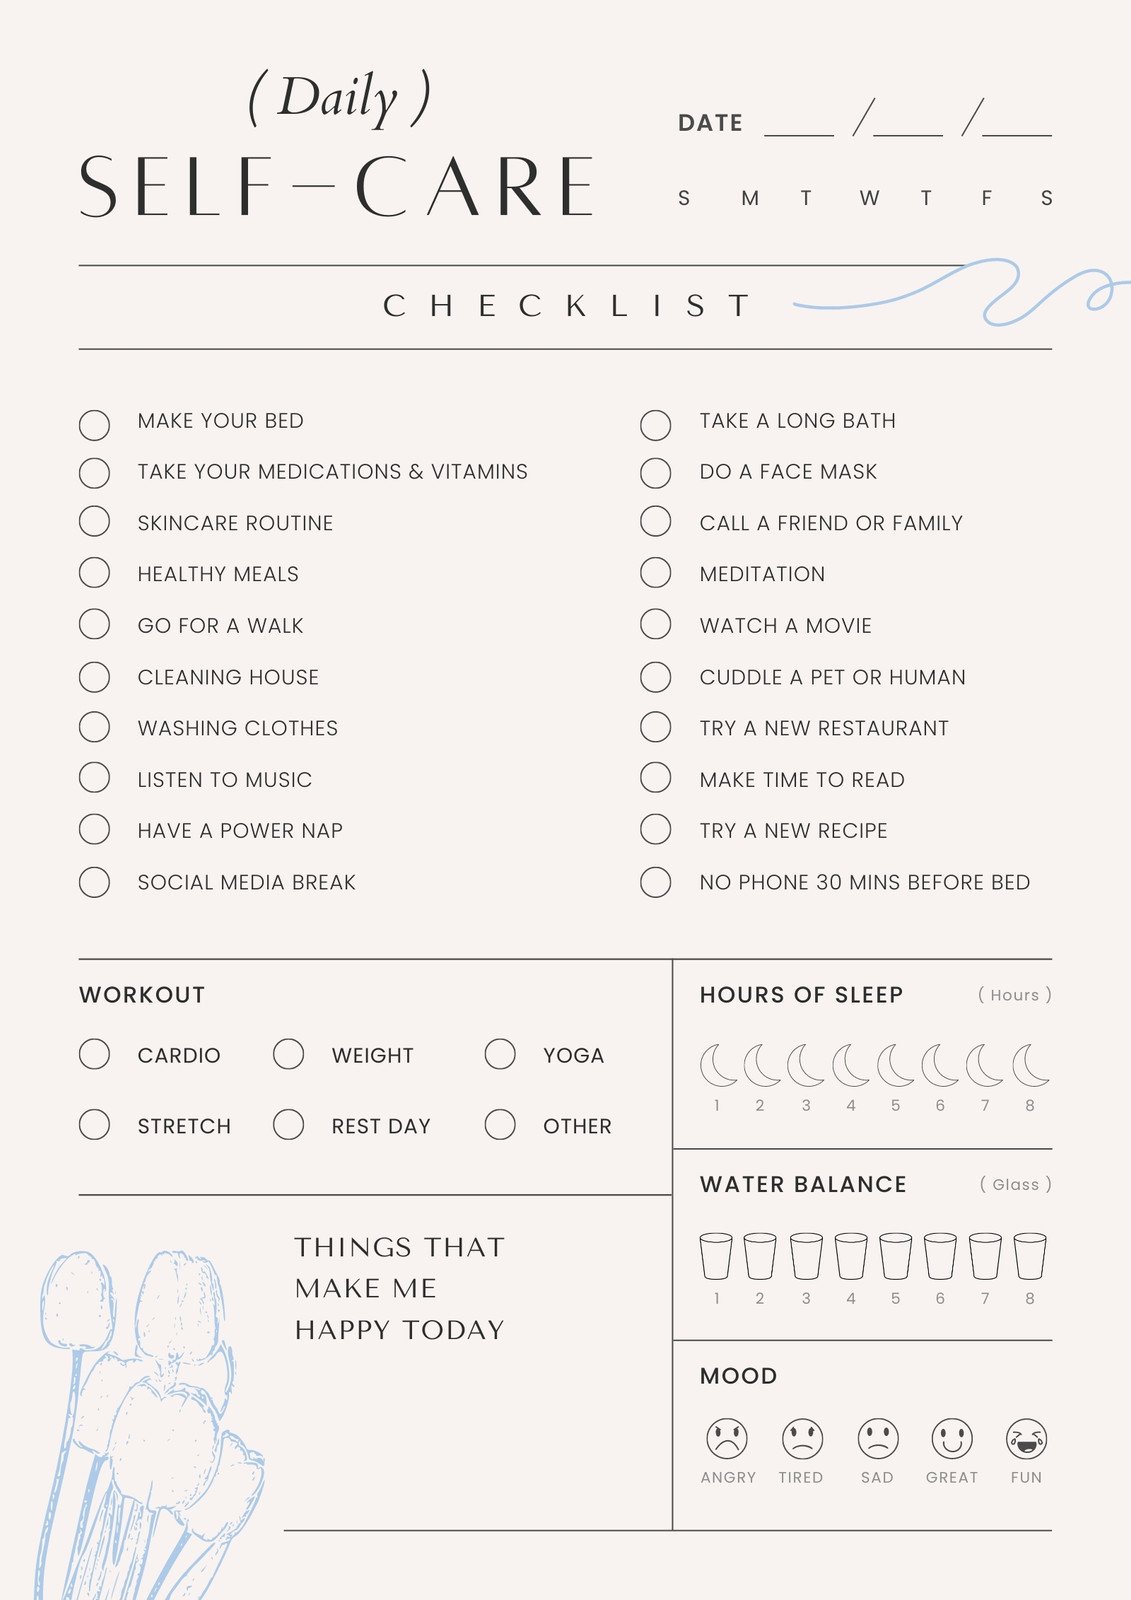 ( Daily )
SELF-CARE
DATE ____ / ____ / ____
S M T W T F S
CHECKLIST
MAKE YOUR BED
TAKE YOUR MEDICATIONS & VITAMINS
SKINCARE ROUTINE
HEALTHY MEALS
GO FOR A WALK
CLEANING HOUSE
WASHING CLOTHES
LISTEN TO MUSIC
HAVE A POWER NAP
SOCIAL MEDIA BREAK
TAKE A LONG BATH
DO A FACE MASK
CALL A FRIEND OR FAMILY
MEDITATION
WATCH A MOVIE
CUDDLE A PET OR HUMAN
TRY A NEW RESTAURANT
MAKE TIME TO READ
TRY A NEW RECIPE
NO PHONE 30 MINS BEFORE BED
WORKOUT
CARDIO WEIGHT YOGA
STRETCH REST DAY OTHER
THINGS THAT
MAKE ME
HAPPY TODAY
HOURS OF SLEEP ( Hours )
1 2 3 4 5 6 7 8
WATER BALANCE ( Glass )
1 2 3 4 5 6 7 8
MOOD
ANGRY TIRED SAD GREAT FUN